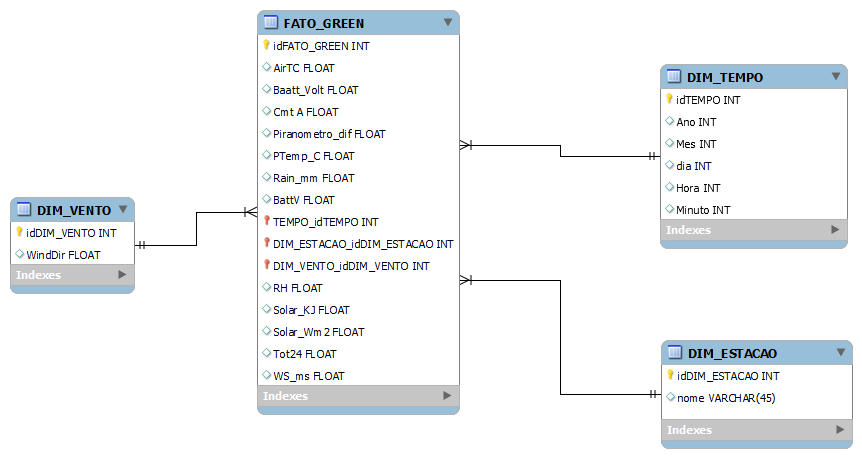 FATO_GREEN
idFATO_GREEN INT
AirTC FLOAT
Baatt_Volt FLOAT
Cmt A FLOAT
Piranometro_dif FLOAT
PTemp_C FLOAT
Rain_mm FLOAT
BattV FLOAT
TEMPO_idTEMPO INT
DIM_ESTACAO_idDIM_ESTACAO INT
DIM_VENTO_idDIM_VENTO INT
RH FLOAT
Solar_KJ FLOAT
Solar_Wm2 FLOAT
Tot24 FLOAT
WS_ms FLOAT
Indexes
DIM_VENTO
idDIM_VENTO INT
WindDir FLOAT
Indexes
DIM_TEMPO
idTEMPO INT
Ano INT
Mes INT
dia INT
Hora INT
Minuto INT
Indexes
DIM_ESTACAO
idDIM_ESTACAO INT
nome VARCHAR(45)
Indexes